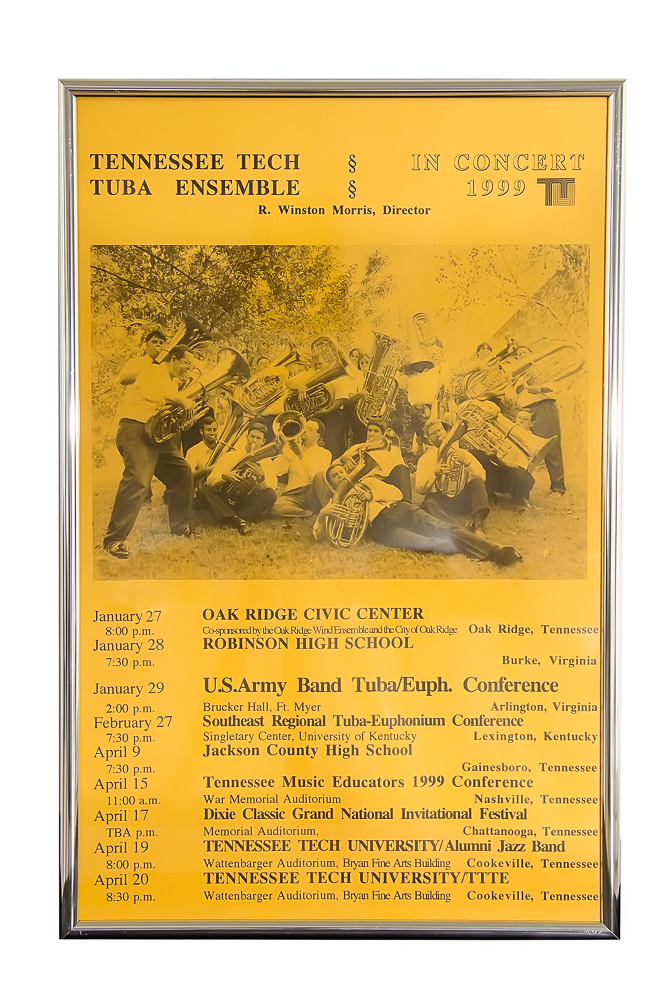 TENNESSEE TECH § IN CONCERT
TUBA ENSEMBLE § 1999 TTU
R. Winston Morris, Director
January 27 OAK RIDGE CIVIC CENTER
8:00 p.m. Co-sponsored by the Oak Ridge Wind Ensemble and the City of Oak Ridge Oak Ridge, Tennessee
January 28 ROBINSON HIGH SCHOOL
7:30 p.m. Burke, Virginia
January 29 U.S.Army Band Tuba/Euph. Conference
2:00 p.m. Brucker Hall, Ft. Myer Arlington, Virginia
February 27 Southeast Regional Tuba-Euphonium Conference
7:30 p.m. Singletary Center, University of Kentucky Lexington, Kentucky
April 9 Jackson County High School
7:30 p.m. Gainesboro, Tennessee
April 15 Tennessee Music Educators 1999 Conference
11:00 a.m. War Memorial Auditorium Nashville, Tennessee
April 17 Dixie Classic Grand National Invitational Festival
TBA p.m. Memorial Auditorium, Chattanooga, Tennessee
April 19 TENNESSEE TECH UNIVERSITY/Alumni Jazz Band
8:00 p.m. Wattenbarger Auditorium, Bryan Fine Arts Building Cookeville, Tennessee
April 20 TENNESSEE TECH UNIVERSITY/TTTE
8:30 p.m. Wattenbarger Auditorium, Bryan Fine Arts Building Cookeville, Tennessee